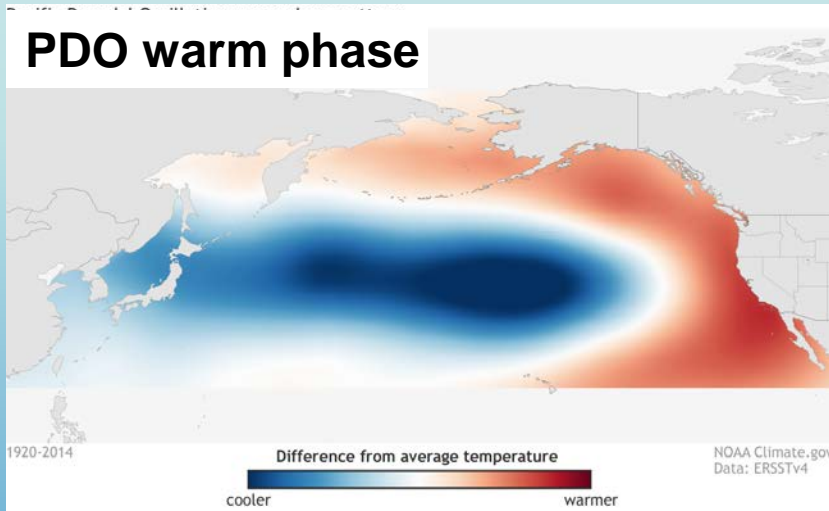 PDO warm phase
1920-2014
Difference from average temperature
cooler
warmer
NOAA Climate.gov
Data: ERSSTv4